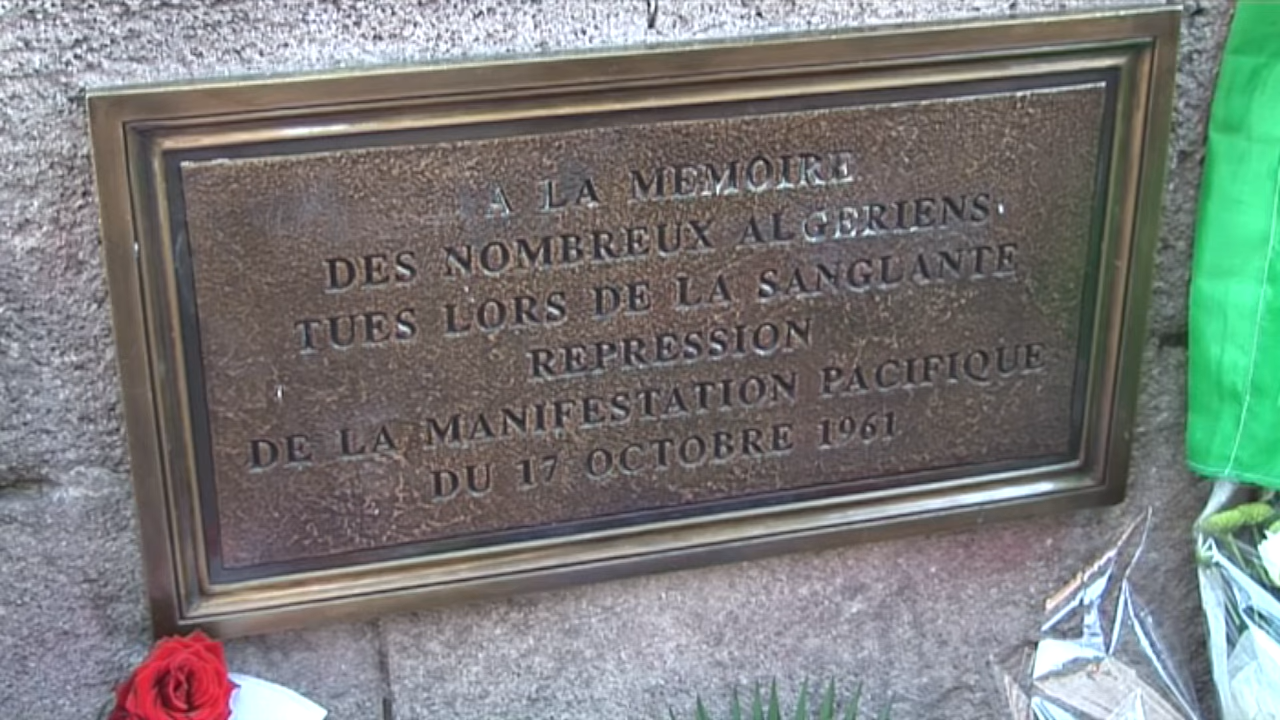 A LA MEMOIRE
DES NOMBREUX ALGERIENS
TUES LORS DE LA SANGLANTE
REPRESSION
DE LA MANIFESTATION PACIFIQUE
DU 17 OCTOBRE 1961